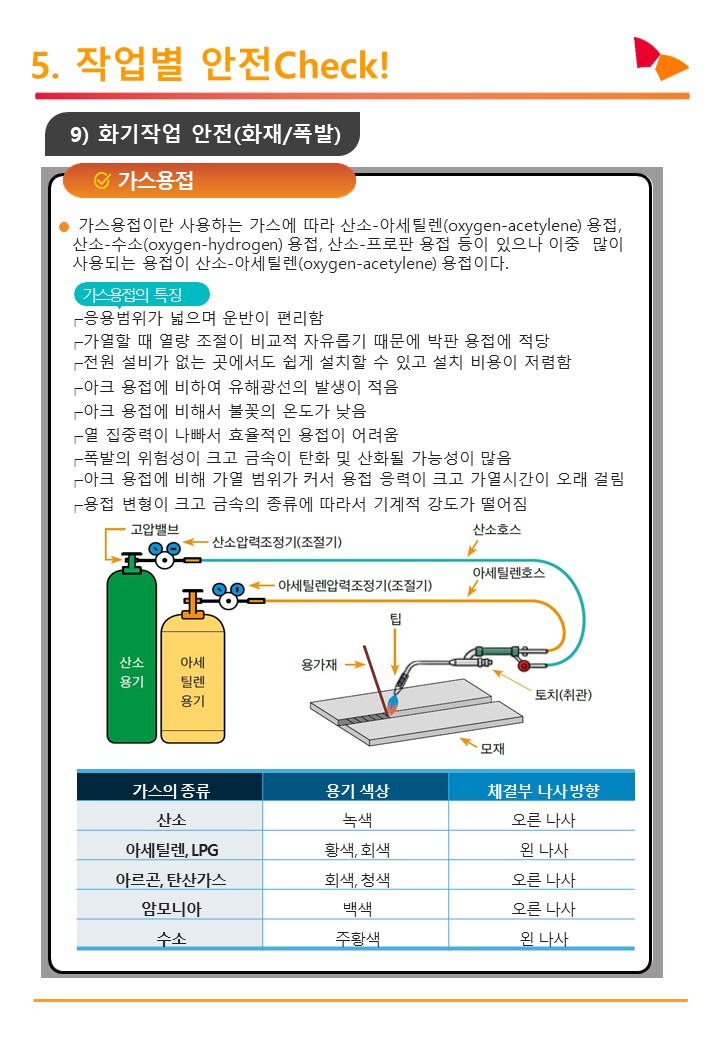 5. 작업별 안전Check!
9) 화기작업 안전(화재/폭발)
가스용접
가스용접이란 사용하는 가스에 따라 산소-아세틸렌(oxygen-acetylene) 용접,
산소-수소(oxygen-hydrogen) 용접, 산소-프로판 용접 등이 있으나 이중 많이
사용되는 용접이 산소-아세틸렌(oxygen-acetylene) 용접이다.
가스용접의 특징
┌응용범위가 넓으며 운반이 편리함
┌가열할 때 열량 조절이 비교적 자유롭기 때문에 박판 용접에 적당
┌전원 설비가 없는 곳에서도 쉽게 설치할 수 있고 설치 비용이 저렴함
┌아크 용접에 비하여 유해광선의 발생이 적음
┌아크 용접에 비해서 불꽃의 온도가 낮음
┌열 집중력이 나빠서 효율적인 용접이 어려움
┌폭발의 위험성이 크고 금속이 탄화 및 산화될 가능성이 많음
┌아크 용접에 비해 가열 범위가 커서 용접 응력이 크고 가열시간이 오래 걸림
┌용접 변형이 크고 금속의 종류에 따라서 기계적 강도가 떨어짐
고압밸브
산소압력조정기(조절기)
산소호스
아세틸렌호스
아세틸렌압력조정기(조절기)
팁
산소
용기
아세
틸렌
용기
용가재
토치(취관)
모재
가스의 종류 용기 색상 체결부 나사방향
산소 녹색 오른 나사
아세틸렌, LPG 황색, 회색 왼 나사
아르곤, 탄산가스 회색, 청색 오른 나사
암모니아 백색 오른 나사
수소 주황색 왼 나사